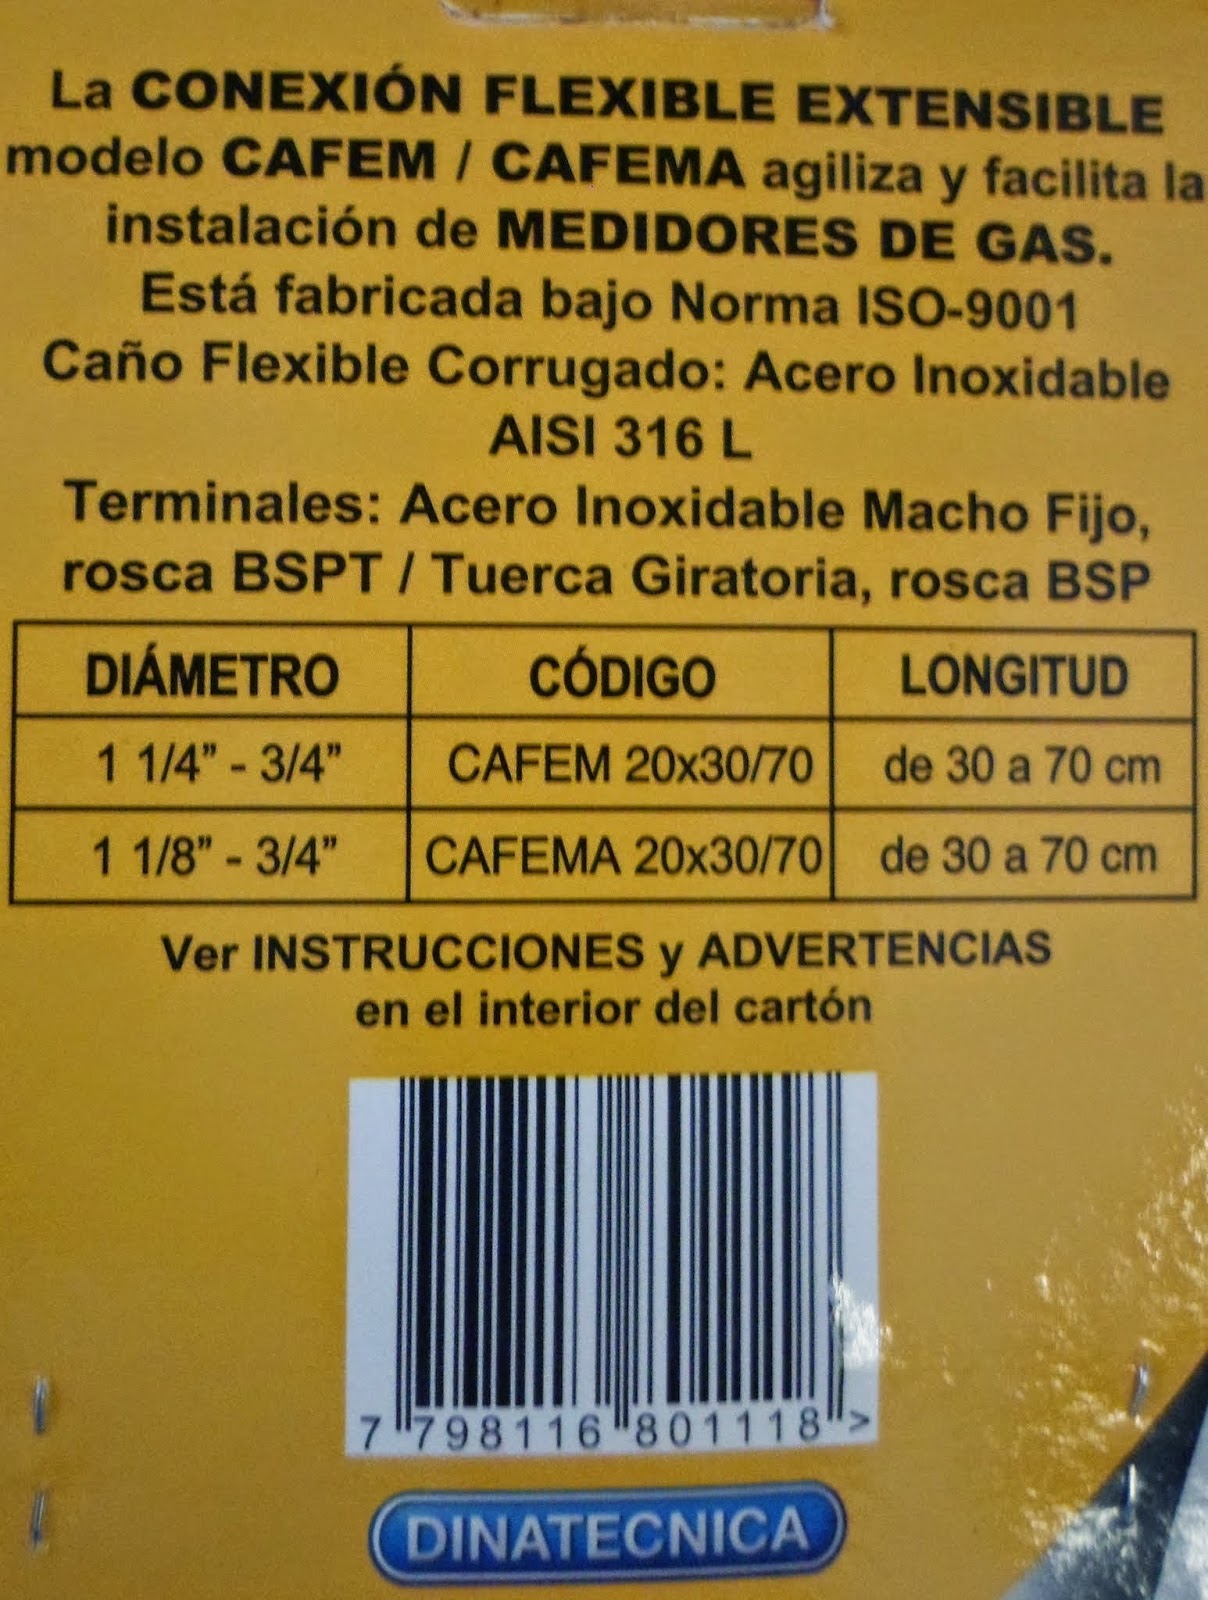 La CONEXIÓN FLEXIBLE EXTENSIBLE
modelo CAFEM / CAFEMA agiliza y facilita la
instalación de MEDIDORES DE GAS.
Está fabricada bajo Norma ISO-9001
Caño Flexible Corrugado: Acero Inoxidable
AISI 316 L
Terminales: Acero Inoxidable Macho Fijo,
rosca BSPT / Tuerca Giratoria, rosca BSP
DIÁMETRO CÓDIGO LONGITUD
1 1/4” - 3/4” CAFEM 20x30/70 de 30 a 70 cm
1 1/8” - 3/4” CAFEMA 20x30/70 de 30 a 70 cm
Ver INSTRUCCIONES y ADVERTENCIAS
en el interior del cartón
7 798116 801118 >
DINATECNICA